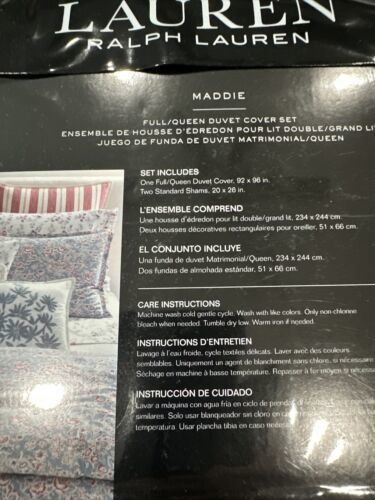 LAUREN
RALPH LAUREN
MADDIE
FULL/QUEEN DUVET COVER SET
ENSEMBLE DE HOUSSE D'ÉDREDON POUR LIT DOUBLE/GRAND
JUEGO DE FUNDA DE DUVET MATRIMONIAL/QUEEN
SET INCLUDES
One Full/Queen Duvet Cover, 92 x 96 in.
Two Standard Shams, 20 x 26 in.
L'ENSEMBLE COMPREND
Une housse d'édredon pour lit double/grand lit, 234 x 244 cm.
Deux housses décoratives rectangulaires pour oreiller, 51 x 66 cm.
EL CONJUNTO INCLUYE
Una funda de duvet Matrimonial/Queen, 234 x 244 cm.
Dos fundas de almohada estándar, 51 x 66 cm.
CARE INSTRUCTIONS
Machine wash cold gentle cycle. Wash with like colors. Only non-chlorine
bleach when needed. Tumble dry low. Warm iron if needed.
INSTRUCTIONS D'ENTRETIEN
Lavage à l'eau froide, cycle textiles délicats. Laver avec des couleurs
semblables. Uniquement un agent de blanchiment sans chlore, si nécessaire
Séchage en machine à basse température. Repasser à fer moyen si nécessaire
INSTRUCCIÓN DE CUIDADO
Lavar a máquina con agua fría en ciclo de prendas
similares. Solo usar blanqueador sin cloro en caso
temperatura. Usar plancha tibia en caso